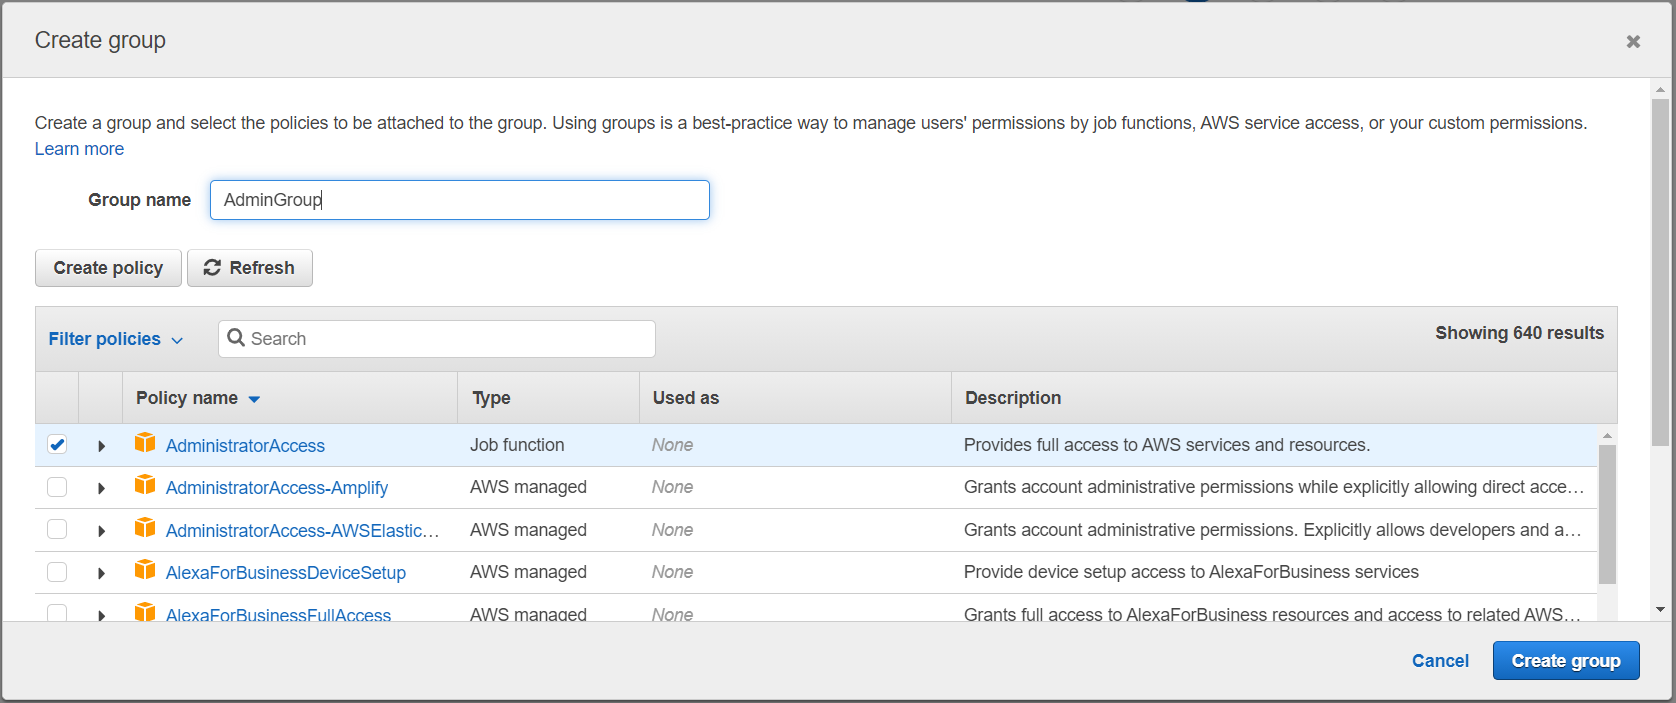 Create group
Create a group and select the policies to be attached to the group. Using groups is a best-practice way to manage users' permissions by job functions, AWS service access, or your custom permissions.
Learn more
Group name AdminGroup
Create policy Refresh
Filter policies Search Showing 640 results
Policy name Type Used as Description
AdministratorAccess Job function None Provides full access to AWS services and resources.
AdministratorAccess-Amplify AWS managed None Grants account administrative permissions while explicitly allowing direct acce…
AdministratorAccess-AWSElastic… AWS managed None Grants account administrative permissions. Explicitly allows developers and a…
AlexaForBusinessDeviceSetup AWS managed None Provide device setup access to AlexaForBusiness services
AlexaForBusinessFullAccess AWS managed None Grants full access to AlexaForBusiness resources and access to related AWS…
Cancel Create group